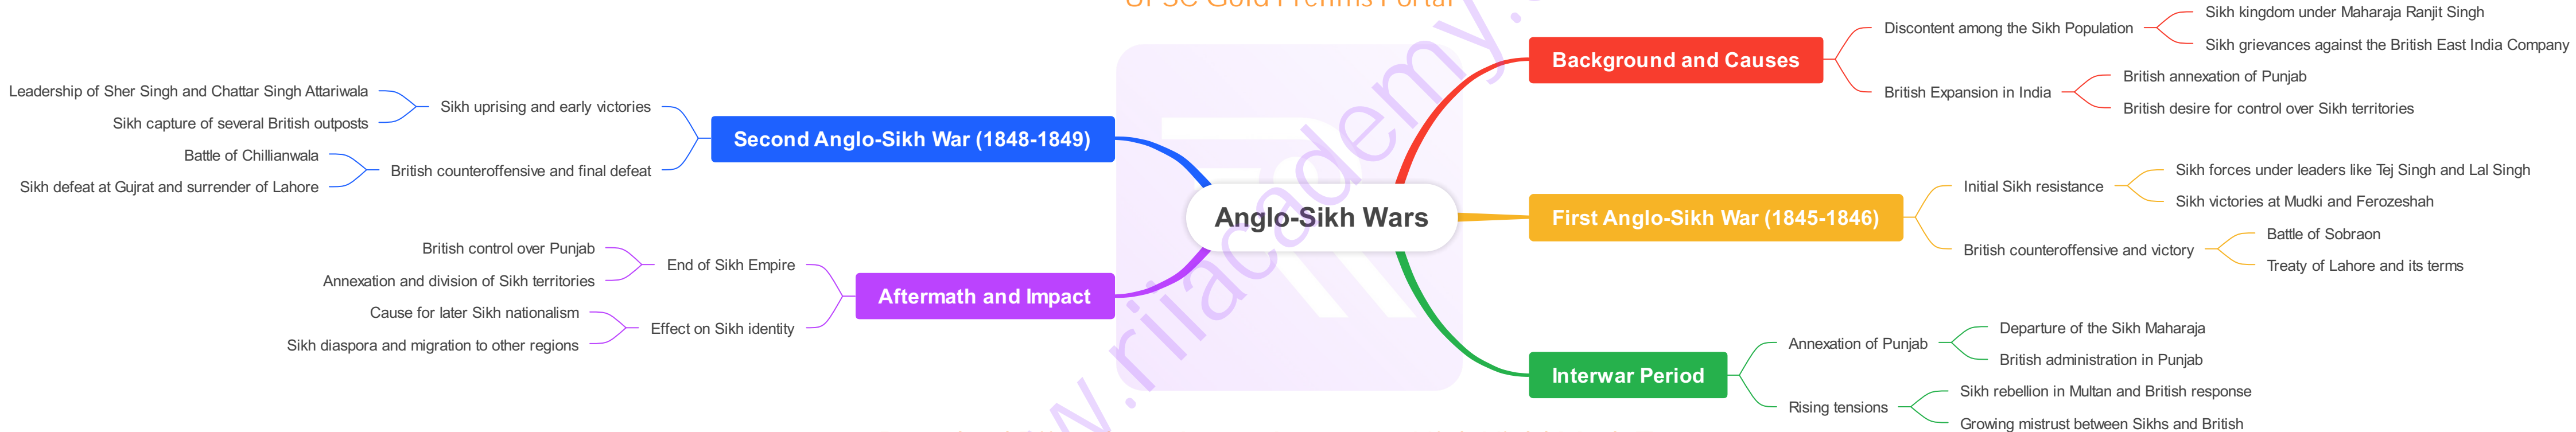 UPSC Gold Prelims Portal
Anglo-Sikh Wars
Background and Causes
Discontent among the Sikh Population
Sikh kingdom under Maharaja Ranjit Singh
Sikh grievances against the British East India Company
British Expansion in India
British annexation of Punjab
British desire for control over Sikh territories
First Anglo-Sikh War (1845-1846)
Initial Sikh resistance
Sikh forces under leaders like Tej Singh and Lal Singh
Sikh victories at Mudki and Ferozeshah
British counteroffensive and victory
Battle of Sobraon
Treaty of Lahore and its terms
Interwar Period
Annexation of Punjab
Departure of the Sikh Maharaja
British administration in Punjab
Rising tensions
Sikh rebellion in Multan and British response
Growing mistrust between Sikhs and British
Second Anglo-Sikh War (1848-1849)
Sikh uprising and early victories
Leadership of Sher Singh and Chattar Singh Attariwala
Sikh capture of several British outposts
British counteroffensive and final defeat
Battle of Chillianwala
Sikh defeat at Gujrat and surrender of Lahore
Aftermath and Impact
End of Sikh Empire
British control over Punjab
Annexation and division of Sikh territories
Effect on Sikh identity
Cause for later Sikh nationalism
Sikh diaspora and migration to other regions